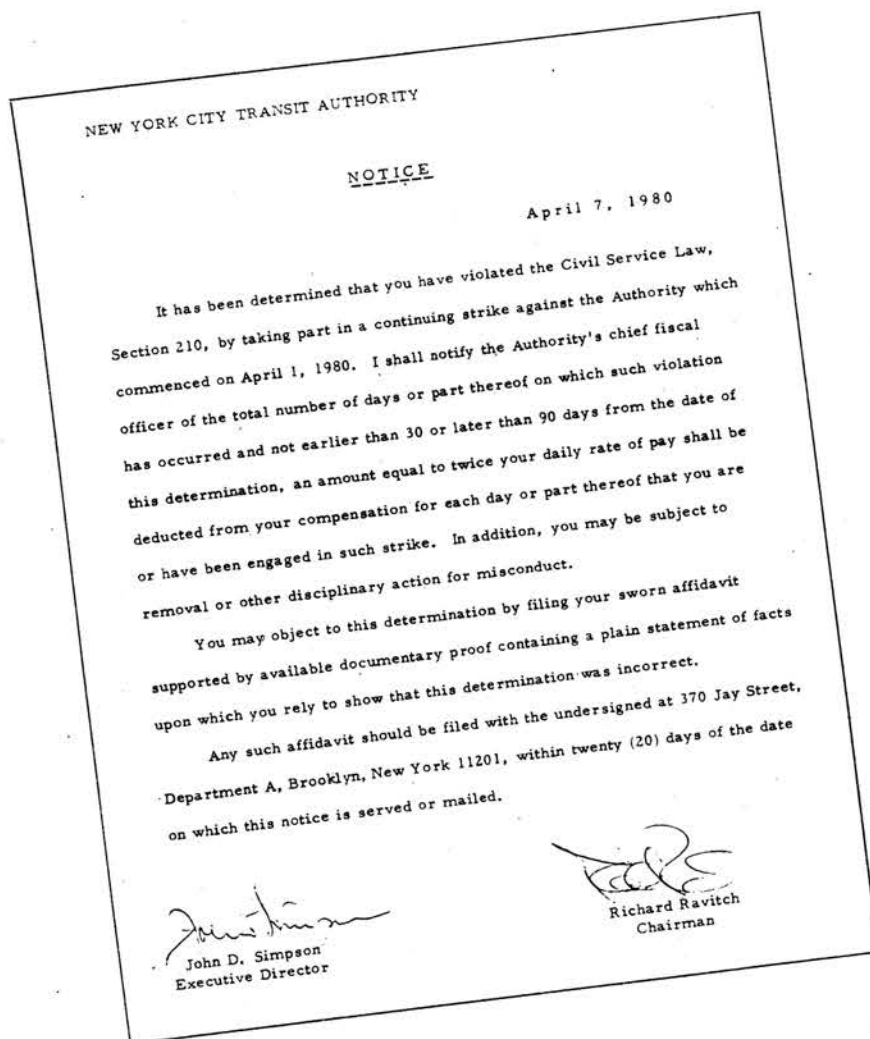 NEW YORK CITY TRANSIT AUTHORITY
NOTICE
April 7, 1980
It has been determined that you have violated the Civil Service Law,
Section 210, by taking part in a continuing strike against the Authority which
commenced on April 1, 1980. I shall notify the Authority's chief fiscal
officer of the total number of days or part thereof on which such violation
has occurred and not earlier than 30 or later than 90 days from the date of
this determination, an amount equal to twice your daily rate of pay shall be
deducted from your compensation for each day or part thereof that you are
or have been engaged in such strike. In addition, you may be subject to
removal or other disciplinary action for misconduct.
You may object to this determination by filing your sworn affidavit
supported by available documentary proof containing a plain statement of facts
upon which you rely to show that this determination was incorrect.
Any such affidavit should be filed with the undersigned at 370 Jay Street,
Department A, Brooklyn, New York 11201, within twenty (20) days of the date
on which this notice is served or mailed.
John D. Simpson
Executive Director
Richard Ravitch
Chairman